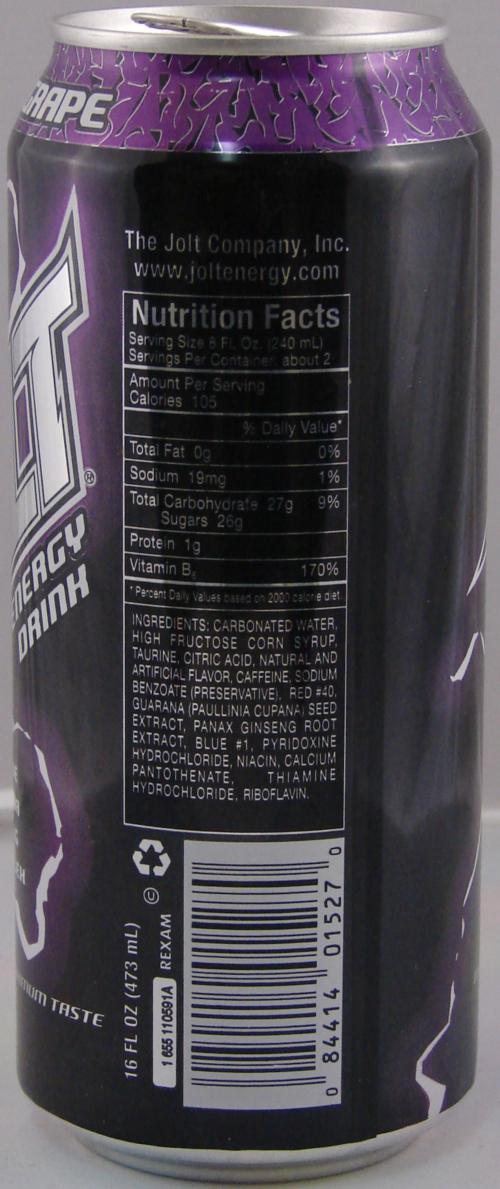 GRAPE
The Jolt Company, Inc.
www.joltenergy.com
Nutrition Facts
Serving Size 8 Fl. Oz. (240 mL)
Servings Per Container: about 2
Amount Per Serving
Calories 105
% Daily Value*
Total Fat 0g 0%
Sodium 19mg 1%
Total Carbohydrate 27g 9%
Sugars 26g
Protein 1g
Vitamin B6 170%
*Percent Daily Values based on 2000 calorie diet.
INGREDIENTS: CARBONATED WATER,
HIGH FRUCTOSE CORN SYRUP,
TAURINE, CITRIC ACID, NATURAL AND
ARTIFICIAL FLAVOR, CAFFEINE, SODIUM
BENZOATE (PRESERVATIVE), RED #40,
GUARANA (PAULLINIA CUPANA) SEED
EXTRACT, PANAX GINSENG ROOT
EXTRACT, BLUE #1, PYRIDOXINE
HYDROCHLORIDE, NIACIN, CALCIUM
PANTOTHENATE, THIAMINE
HYDROCHLORIDE, RIBOFLAVIN.
LT
®
ENERGY
DRINK
TASTE
16 FL OZ (473 mL)
U
REXAM
1 655 110591A
0 84414 01527 0